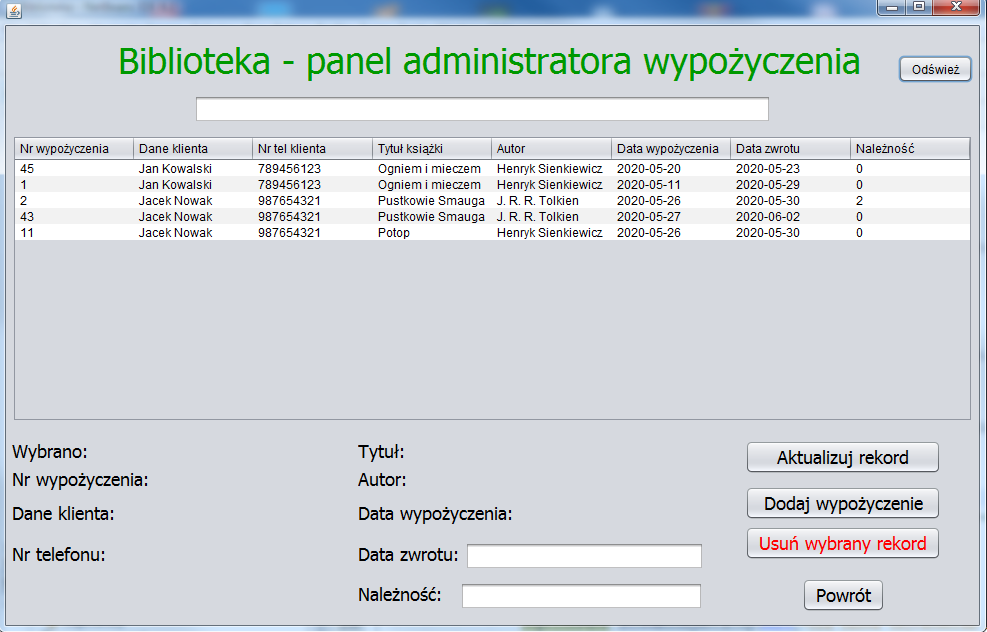 Biblioteka - panel administratora wypożyczenia
Odśwież
Nr wypożyczenia Dane klienta Nr tel klienta Tytuł książki Autor Data wypożyczenia Data zwrotu Należność
45 Jan Kowalski 789456123 Ogniem i mieczem Henryk Sienkiewicz 2020-05-20 2020-05-23 0
1 Jan Kowalski 789456123 Ogniem i mieczem Henryk Sienkiewicz 2020-05-11 2020-05-29 0
2 Jacek Nowak 987654321 Pustkowie Smauga J. R. R. Tolkien 2020-05-26 2020-05-30 2
43 Jacek Nowak 987654321 Pustkowie Smauga J. R. R. Tolkien 2020-05-27 2020-06-02 0
11 Jacek Nowak 987654321 Potop Henryk Sienkiewicz 2020-05-26 2020-05-30 0
Wybrano: Tytuł: Aktualizuj rekord
Nr wypożyczenia: Autor:
Dane klienta: Data wypożyczenia: Dodaj wypożyczenie
Nr telefonu: Data zwrotu: Usuń wybrany rekord
Należność: Powrót